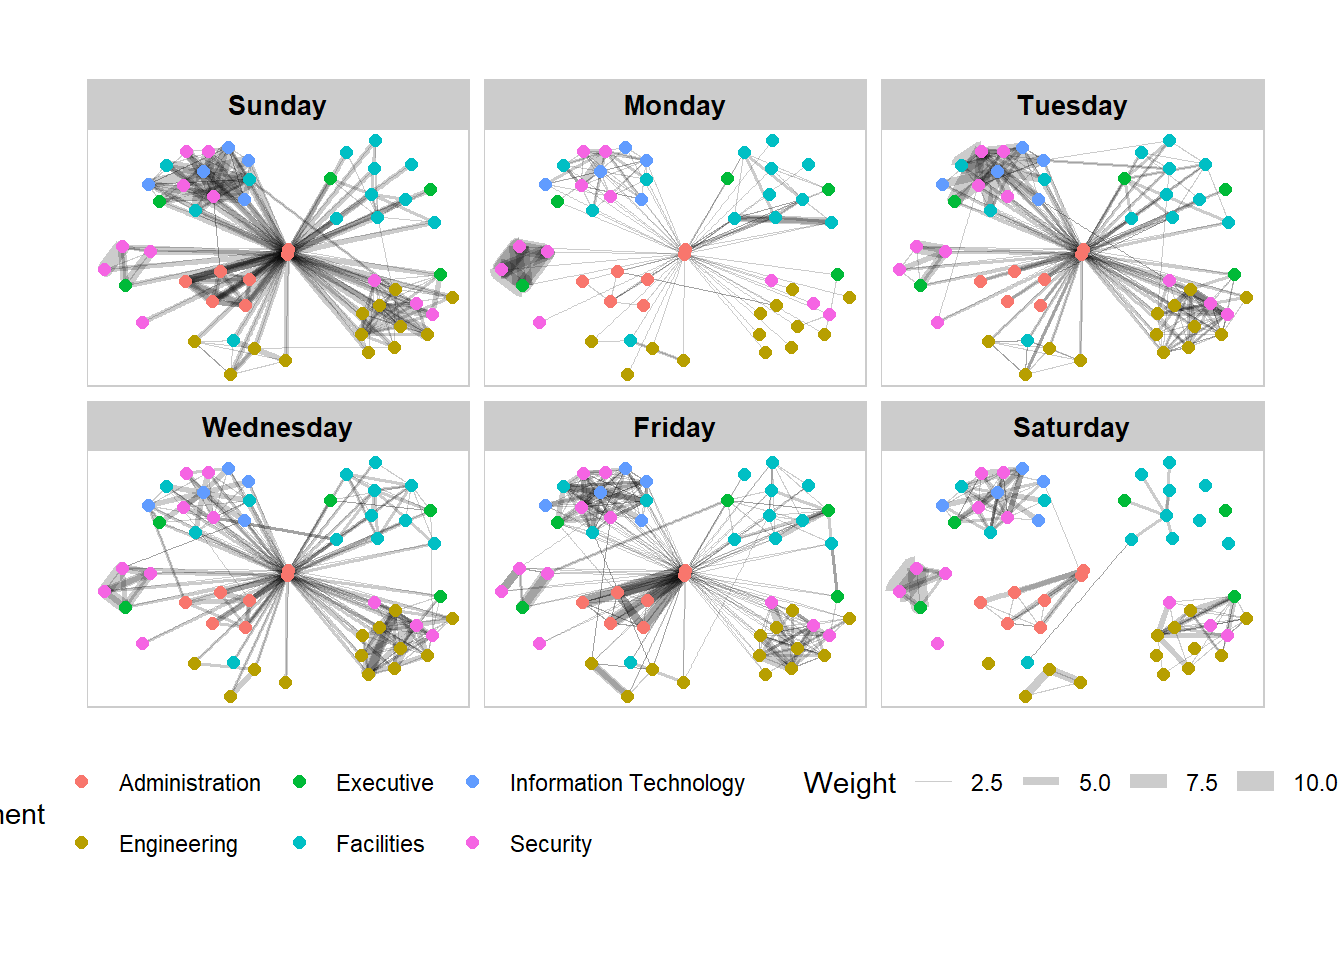 Sunday Monday Tuesday
Wednesday Friday Saturday
Administration Executive Information Technology Weight 2.5 5.0 7.5 10.0
Engineering Facilities Security